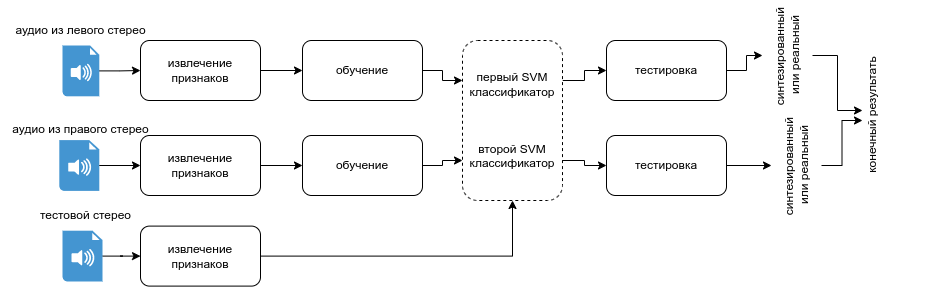 аудио из левого стерео
извлечение
признаков
обучение
первый SVM
классификатор
тестировка
синтезированный
или реальный
аудио из правого стерео
извлечение
признаков
обучение
второй SVM
классификатор
тестировка
синтезированный
или реальный
конечный результать
тестовой стерео
извлечение
признаков